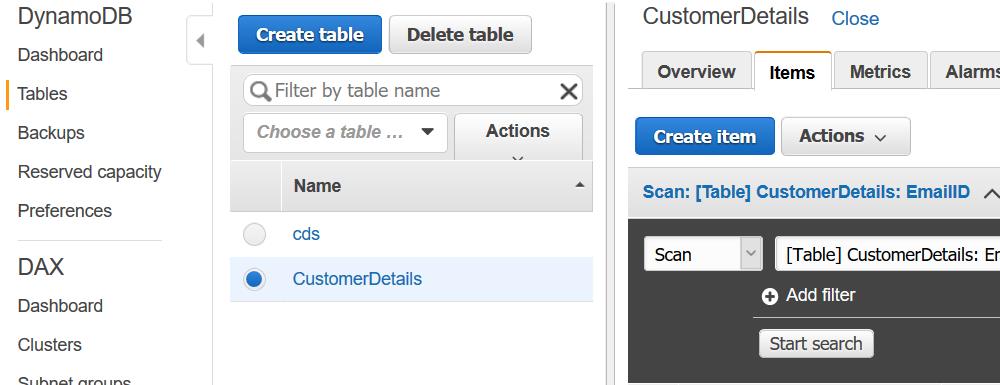 DynamoDB
Dashboard
Tables
Backups
Reserved capacity
Preferences
DAX
Dashboard
Clusters
Subnet groups
Create table
Delete table
Filter by table name
Choose a table ...
Actions
Name
cds
CustomerDetails
CustomerDetails
Close
Overview
Items
Metrics
Alarms
Create item
Actions
Scan: [Table] CustomerDetails: EmailID
Scan
[Table] CustomerDetails: Er
Add filter
Start search